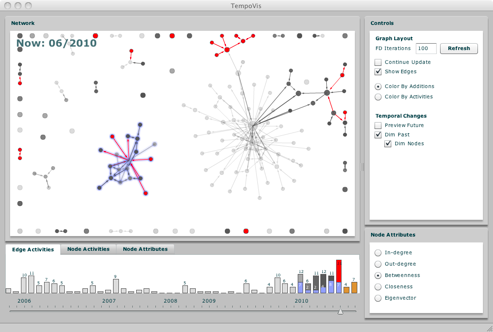 TempoVis
Network
Now: 06/2010
Controls
Graph Layout
FD Iterations 100 Refresh
Continue Update
Show Edges
Color By Additions
Color By Activities
Temporal Changes
Preview Future
Dim Past
Dim Nodes
Node Attributes
In-degree
Out-degree
Betweenness
Closeness
Eigenvector
Edge Activities Node Activities Node Attributes
2006 2007 2008 2009 2010